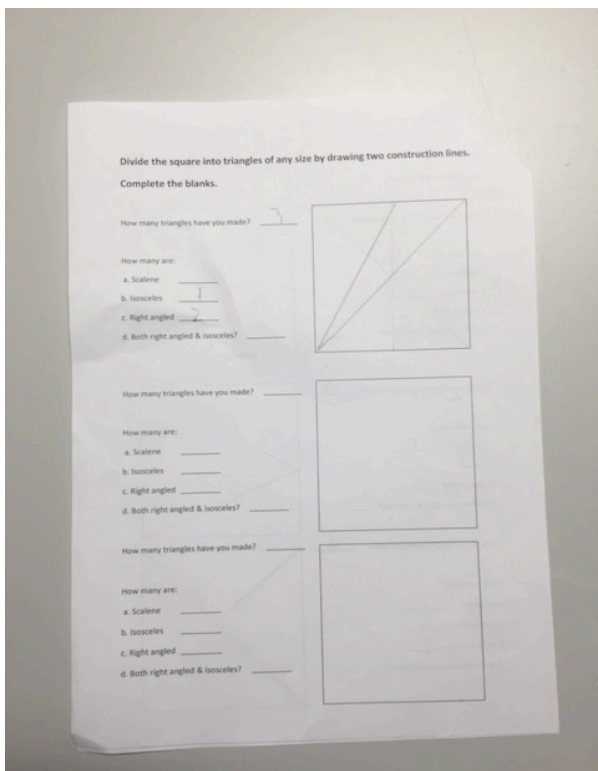 Divide the square into triangles of any size by drawing two construction lines.
Complete the blanks.
How many triangles have you made? 3
How many are:
a. Scalene
b. Isosceles 1
c. Right angled 2
d. Both right angled & isosceles?
How many triangles have you made?
How many are:
a. Scalene
b. Isosceles
c. Right angled
d. Both right angled & isosceles?
How many triangles have you made?
How many are:
a. Scalene
b. Isosceles
c. Right angled
d. Both right angled & isosceles?